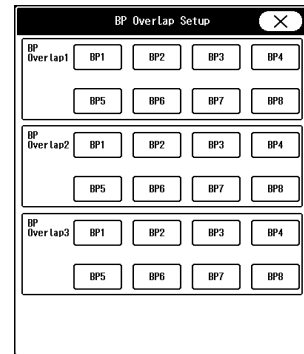 BP Overlap Setup
BP
Overlap1 BP1 BP2 BP3 BP4
BP5 BP6 BP7 BP8
BP
Overlap2 BP1 BP2 BP3 BP4
BP5 BP6 BP7 BP8
BP
Overlap3 BP1 BP2 BP3 BP4
BP5 BP6 BP7 BP8